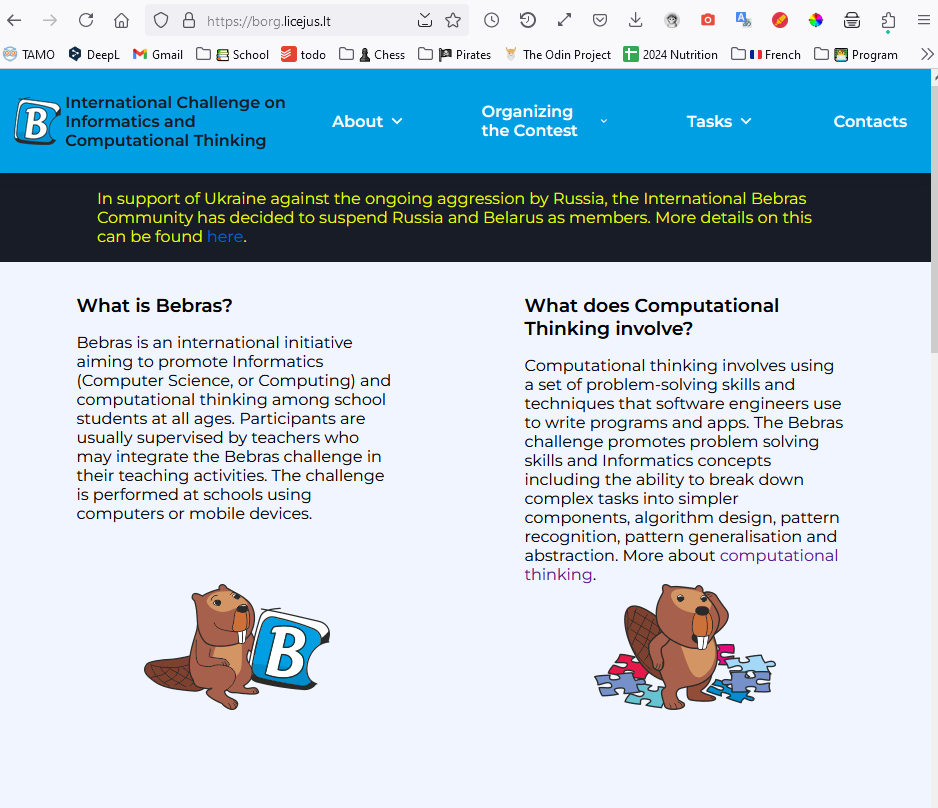 https://borg.licejus.lt
TAMO DeepL Gmail School todo Chess Pirates The Odin Project 2024 Nutrition French Program
B
International Challenge on
Informatics and
Computational Thinking
About
Organizing
the Contest
Tasks
Contacts
In support of Ukraine against the ongoing aggression by Russia, the International Bebras
Community has decided to suspend Russia and Belarus as members. More details on this
can be found here.
What is Bebras?
Bebras is an international initiative
aiming to promote Informatics
(Computer Science, or Computing) and
computational thinking among school
students at all ages. Participants are
usually supervised by teachers who
may integrate the Bebras challenge in
their teaching activities. The challenge
is performed at schools using
computers or mobile devices.
B
What does Computational
Thinking involve?
Computational thinking involves using
a set of problem-solving skills and
techniques that software engineers use
to write programs and apps. The Bebras
challenge promotes problem solving
skills and Informatics concepts
including the ability to break down
complex tasks into simpler
components, algorithm design, pattern
recognition, pattern generalisation and
abstraction. More about computational
thinking.